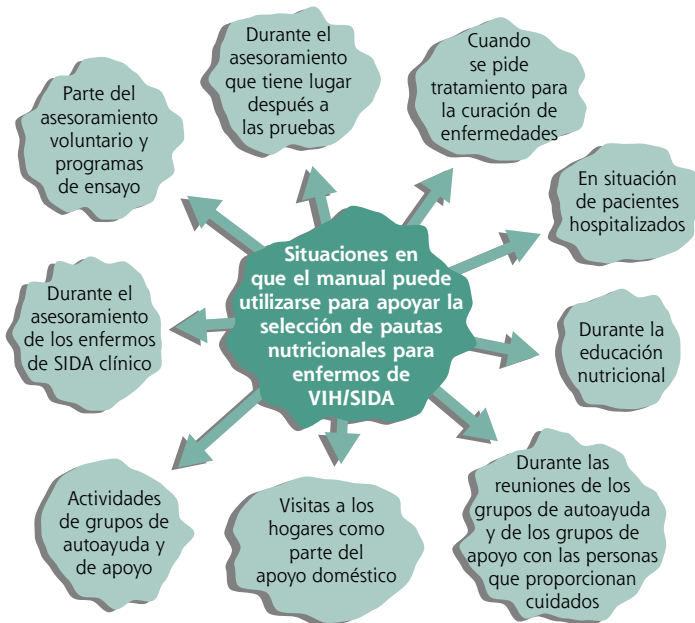 Durante el
asesoramiento
que tiene lugar
después a
las pruebas
Cuando
se pide
tratamiento para
la curación de
enfermedades
Parte del
asesoramiento
voluntario y
programas
de ensayo
En situación
de pacientes
hospitalizados
Situaciones en
que el manual puede
utilizarse para apoyar la
selección de pautas
nutricionales para
enfermos de
VIH/SIDA
Durante el
asesoramiento
de los enfermos
de SIDA clínico
Durante la
educación
nutricional
Actividades
de grupos de
autoayuda y
de apoyo
Visitas a los
hogares como
parte del
apoyo doméstico
Durante las
reuniones de los
grupos de autoayuda
y de los grupos de
apoyo con las personas
que proporcionan
cuidados